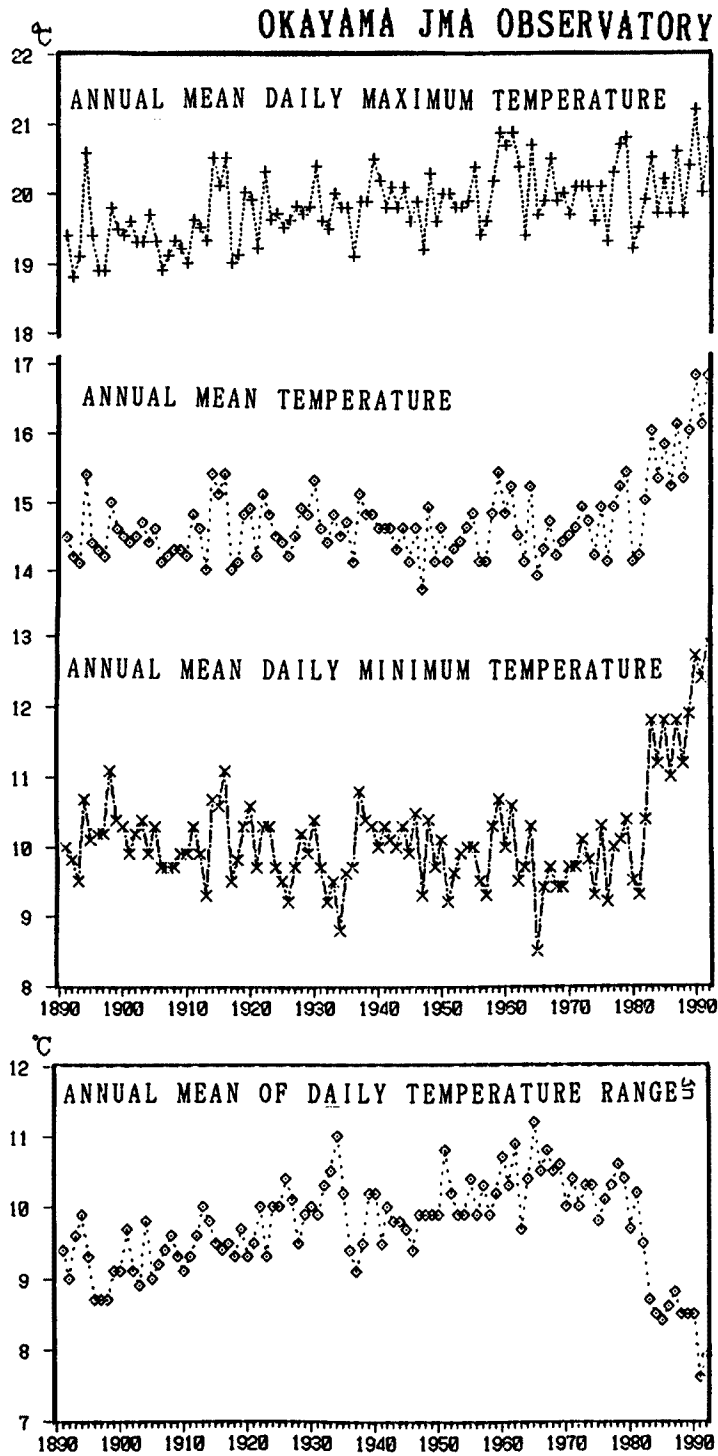 OKAYAMA JMA OBSERVATORY
°C
22
ANNUAL MEAN DAILY MAXIMUM TEMPERATURE
21
20
19
18
17
ANNUAL MEAN TEMPERATURE
16
15
14
13
ANNUAL MEAN DAILY MINIMUM TEMPERATURE
12
11
10
9
8
1890 1900 1910 1920 1930 1940 1950 1960 1970 1980 1990
°C
12
ANNUAL MEAN OF DAILY TEMPERATURE RANGE
11
10
9
8
7
1890 1900 1910 1920 1930 1940 1950 1960 1970 1980 1990